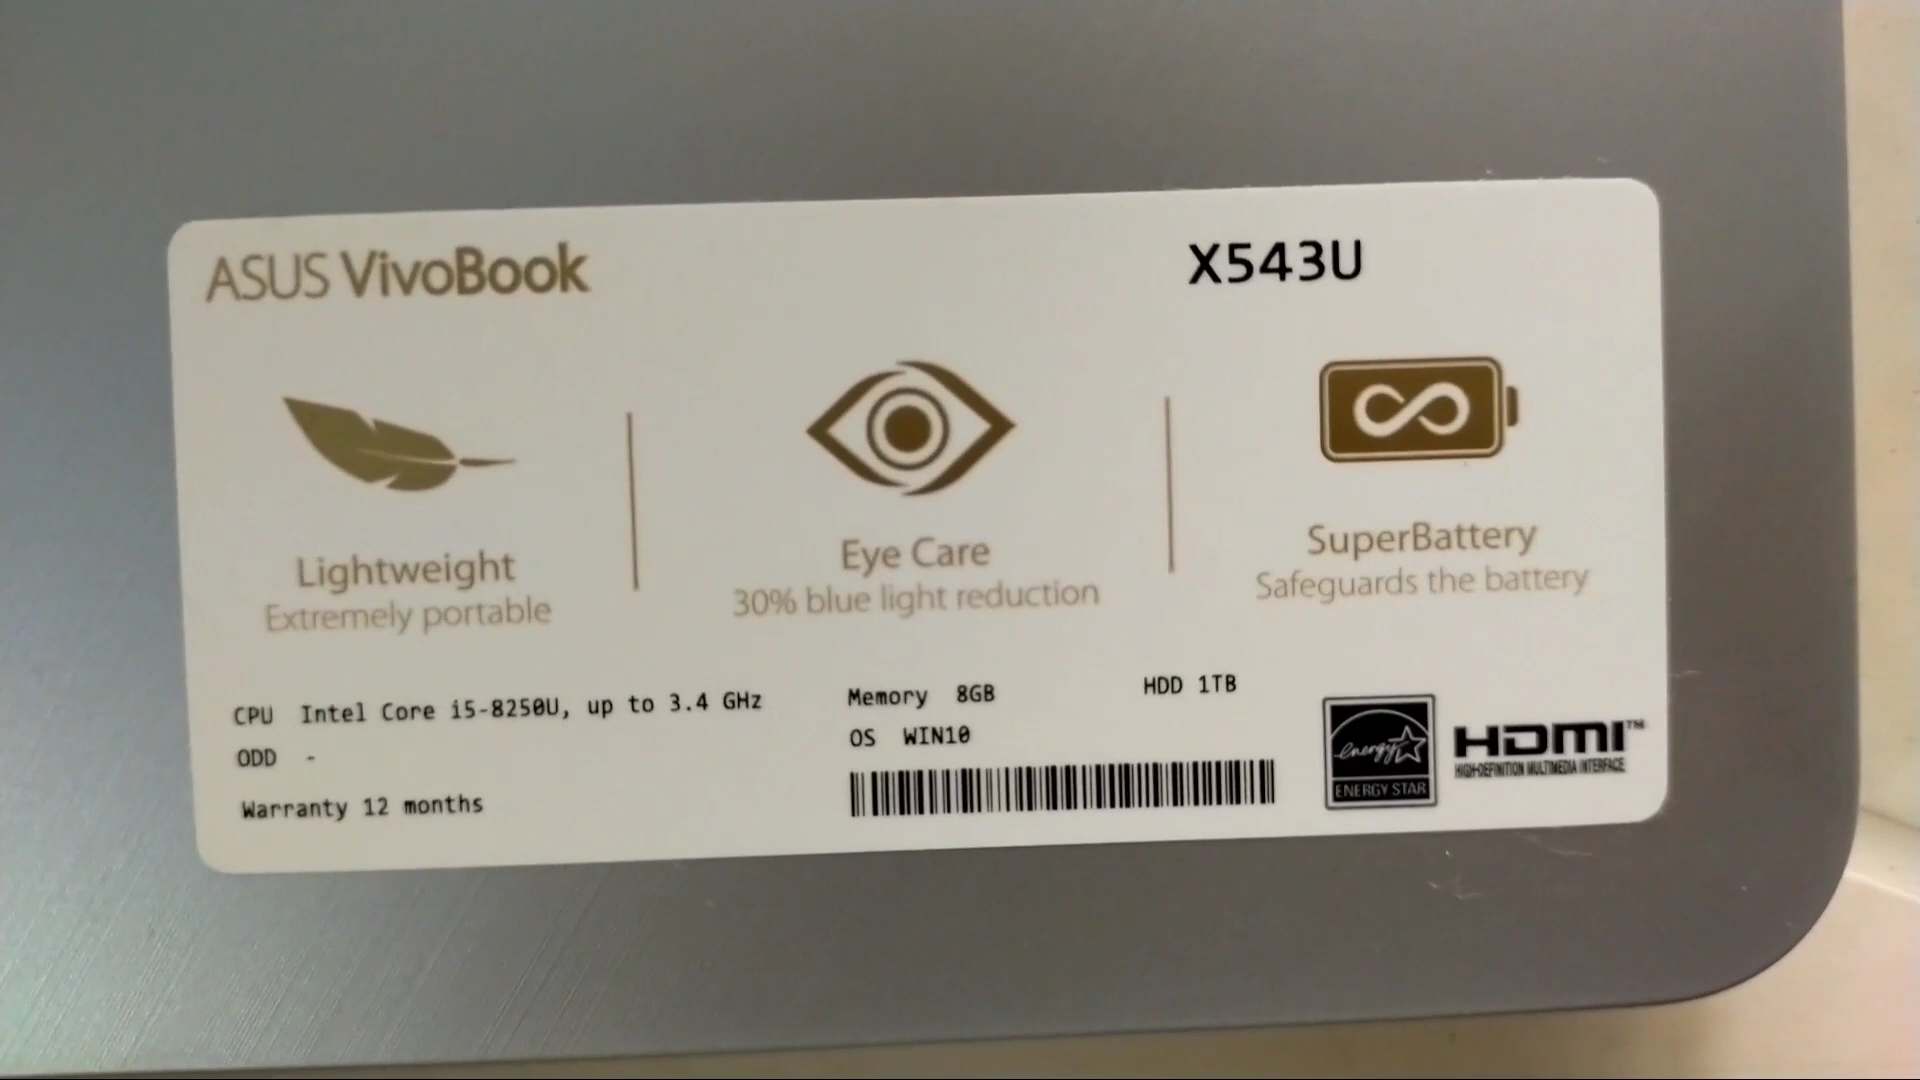 ASUS VivoBook
X543U
Lightweight
Extremely portable
Eye Care
30% blue light reduction
SuperBattery
Safeguards the battery
CPU Intel Core i5-8250U, up to 3.4 GHz
Memory 8GB
HDD 1TB
ODD -
OS WIN10
Warranty 12 months
energy
ENERGY STAR
HDMI™
HIGH-DEFINITION MULTIMEDIA INTERFACE